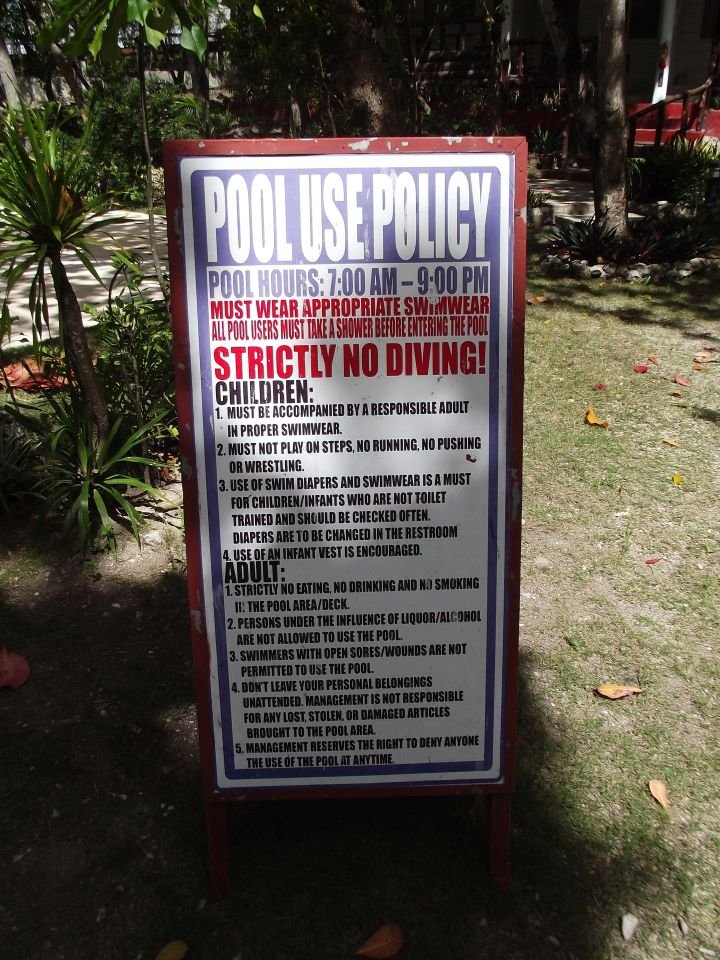 POOL USE POLICY
POOL HOURS: 7:00 AM – 9:00 PM
MUST WEAR APPROPRIATE SWIMWEAR
ALL POOL USERS MUST TAKE A SHOWER BEFORE ENTERING THE POOL
STRICTLY NO DIVING!
CHILDREN:
1. MUST BE ACCOMPANIED BY A RESPONSIBLE ADULT
IN PROPER SWIMWEAR.
2. MUST NOT PLAY ON STEPS, NO RUNNING, NO PUSHING
OR WRESTLING.
3. USE OF SWIM DIAPERS AND SWIMWEAR IS A MUST
FOR CHILDREN/INFANTS WHO ARE NOT TOILET
TRAINED AND SHOULD BE CHECKED OFTEN.
DIAPERS ARE TO BE CHANGED IN THE RESTROOM
4. USE OF AN INFANT VEST IS ENCOURAGED.
ADULT:
1. STRICTLY NO EATING, NO DRINKING AND NO SMOKING
IN THE POOL AREA/DECK.
2. PERSONS UNDER THE INFLUENCE OF LIQUOR/ALCOHOL
ARE NOT ALLOWED TO USE THE POOL.
3. SWIMMERS WITH OPEN SORES/WOUNDS ARE NOT
PERMITTED TO USE THE POOL.
4. DON'T LEAVE YOUR PERSONAL BELONGINGS
UNATTENDED. MANAGEMENT IS NOT RESPONSIBLE
FOR ANY LOST, STOLEN, OR DAMAGED ARTICLES
BROUGHT TO THE POOL AREA.
5. MANAGEMENT RESERVES THE RIGHT TO DENY ANYONE
THE USE OF THE POOL AT ANYTIME.